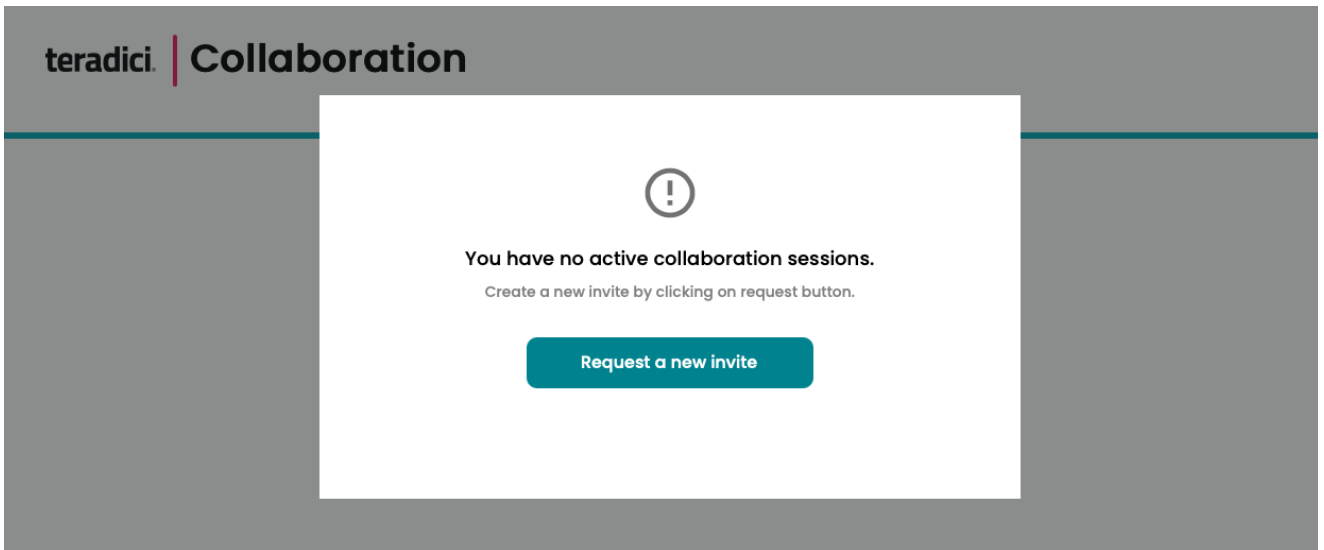 teradici. Collaboration
You have no active collaboration sessions.
Create a new invite by clicking on request button.
Request a new invite